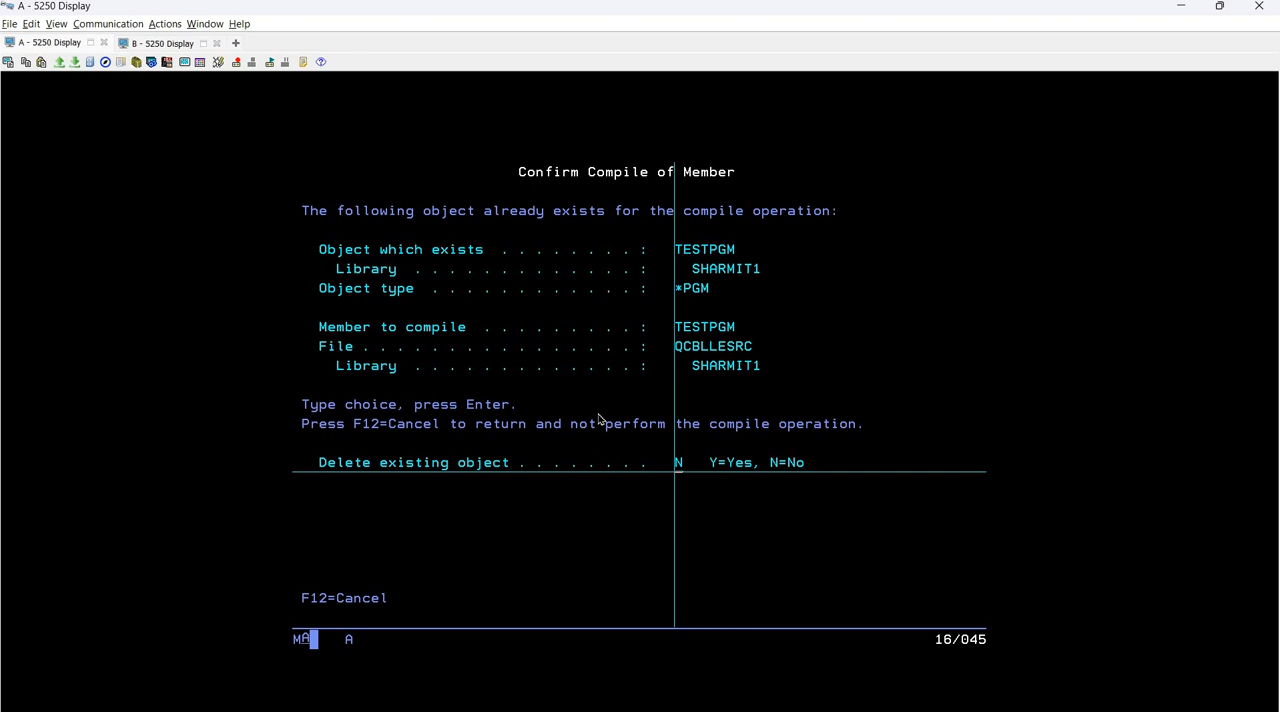 A - 5250 Display
File Edit View Communication Actions Window Help
A - 5250 Display B - 5250 Display
Confirm Compile of Member
The following object already exists for the compile operation:
Object which exists . . . . . . . . : TESTPGM
Library . . . . . . . . . . . . . : SHARMIT1
Object type . . . . . . . . . . . . : *PGM
Member to compile . . . . . . . . . : TESTPGM
File . . . . . . . . . . . . . . . . : QCBLLESRC
Library . . . . . . . . . . . . . : SHARMIT1
Type choice, press Enter.
Press F12=Cancel to return and not perform the compile operation.
Delete existing object . . . . . . . . N Y=Yes, N=No
F12=Cancel
MA A 16/045